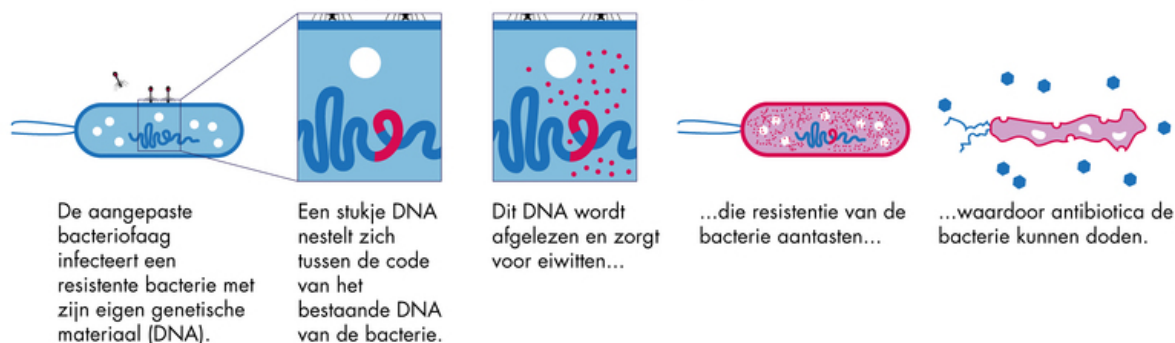 De aangepaste
bacteriofaag
infecteert een
resistente bacterie met
zijn eigen genetische
materiaal (DNA).
Een stukje DNA
nestelt zich
tussen de code
van het
bestaande DNA
van de bacterie.
Dit DNA wordt
afgelezen en zorgt
voor eiwitten...
...die resistentie van de
bacterie aantasten...
...waardoor antibiotica de
bacterie kunnen doden.